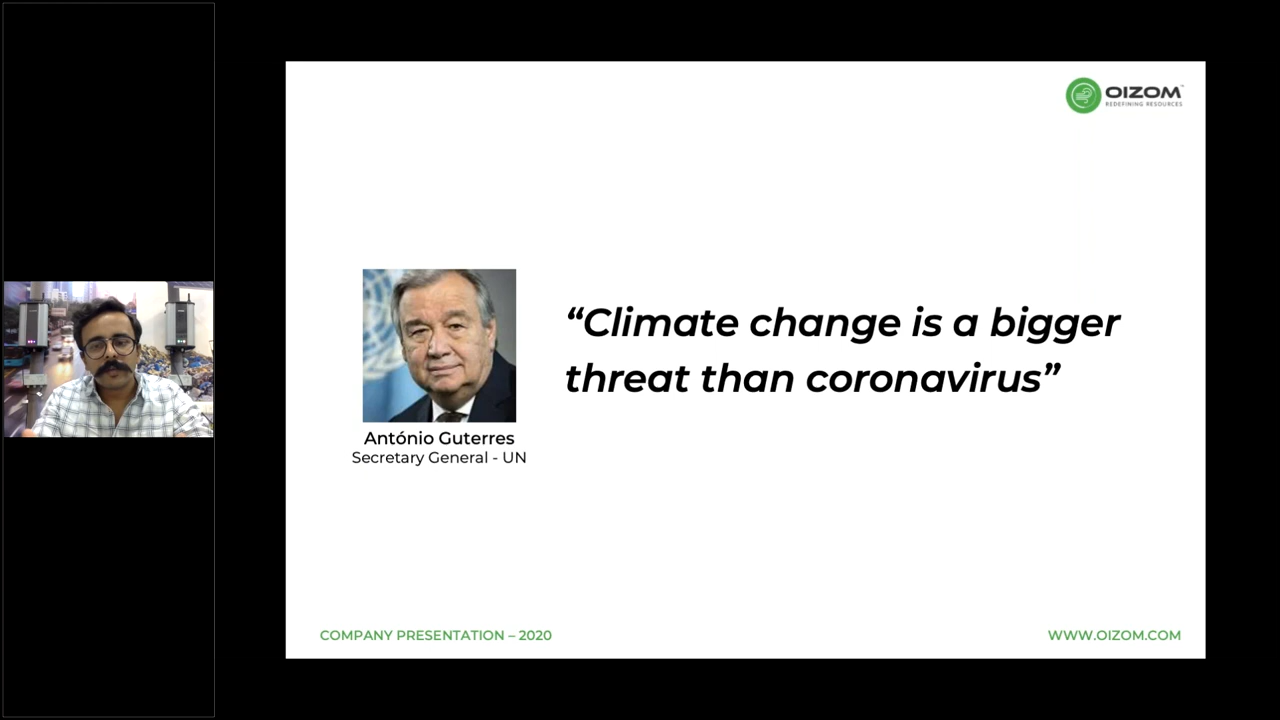 OIZOM™
REDEFINING RESOURCES
“Climate change is a bigger
threat than coronavirus”
António Guterres
Secretary General - UN
COMPANY PRESENTATION – 2020
WWW.OIZOM.COM